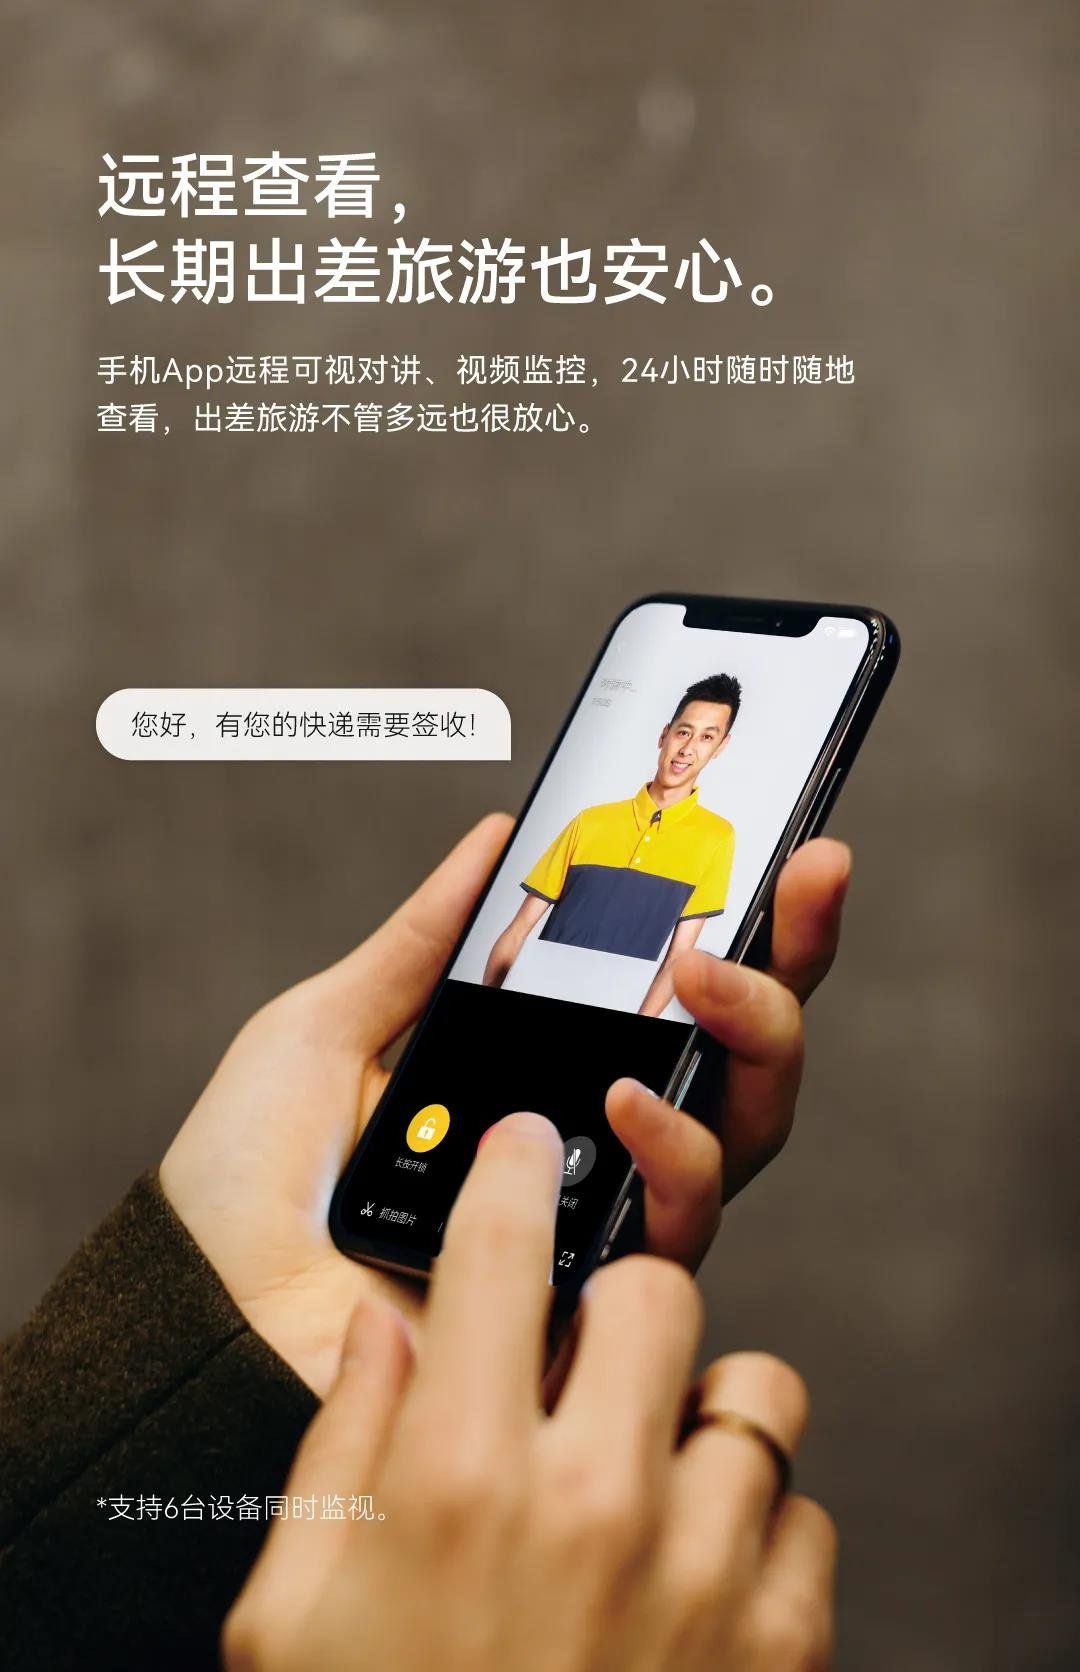 远程查看，
长期出差旅游也安心。
手机App远程可视对讲、视频监控，24小时随时随地
查看，出差旅游不管多远也很放心。
您好，有您的快递需要签收!
长按开锁
关闭
抓拍图片
*支持6台设备同时监视。